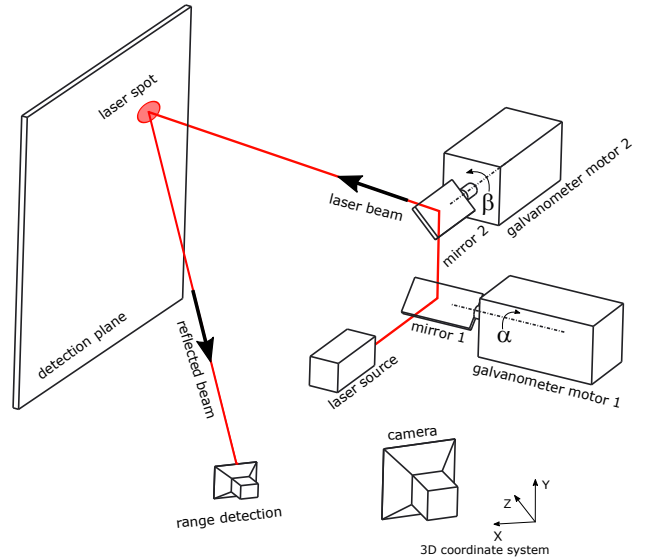 laser spot
galvanometer motor 2
β
laser beam
mirror 2
detection plane
reflected beam
mirror 1
α
laser source
galvanometer motor 1
camera
range detection
Y
Z
X
3D coordinate system